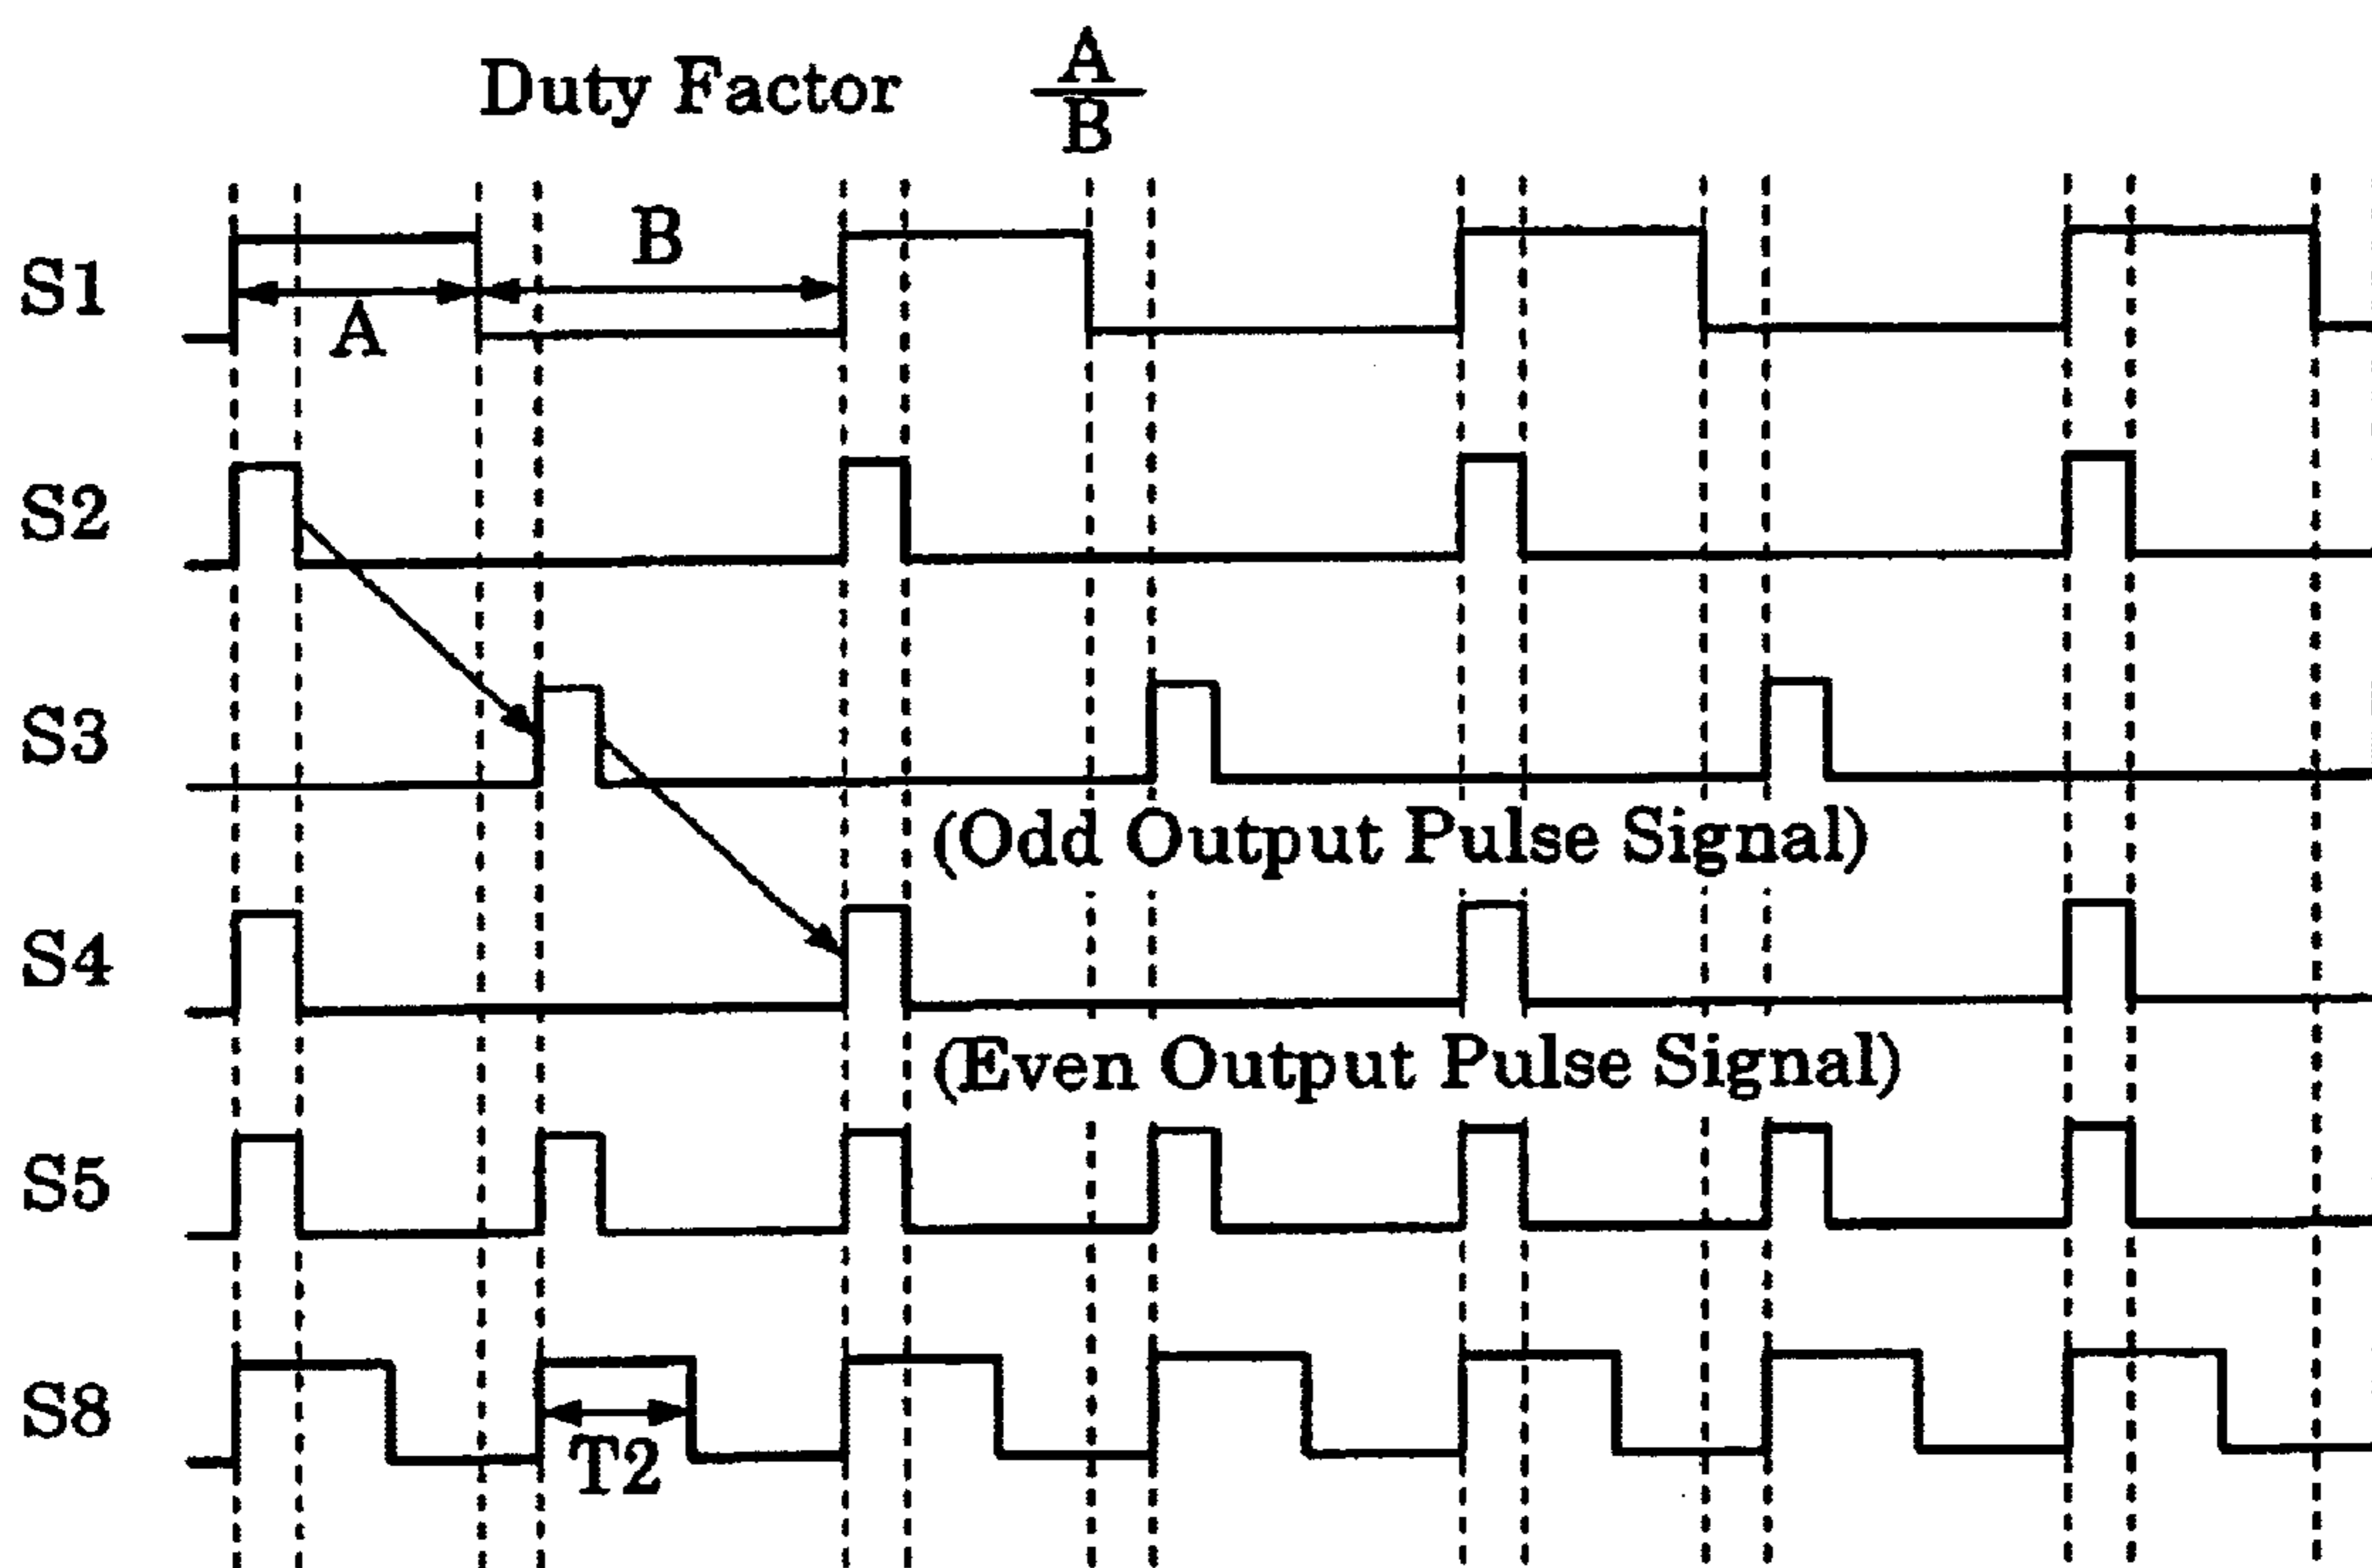 Duty Factor A/B
S1
A
B
S2
S3
(Odd Output Pulse Signal)
S4
(Even Output Pulse Signal)
S5
S8
T2